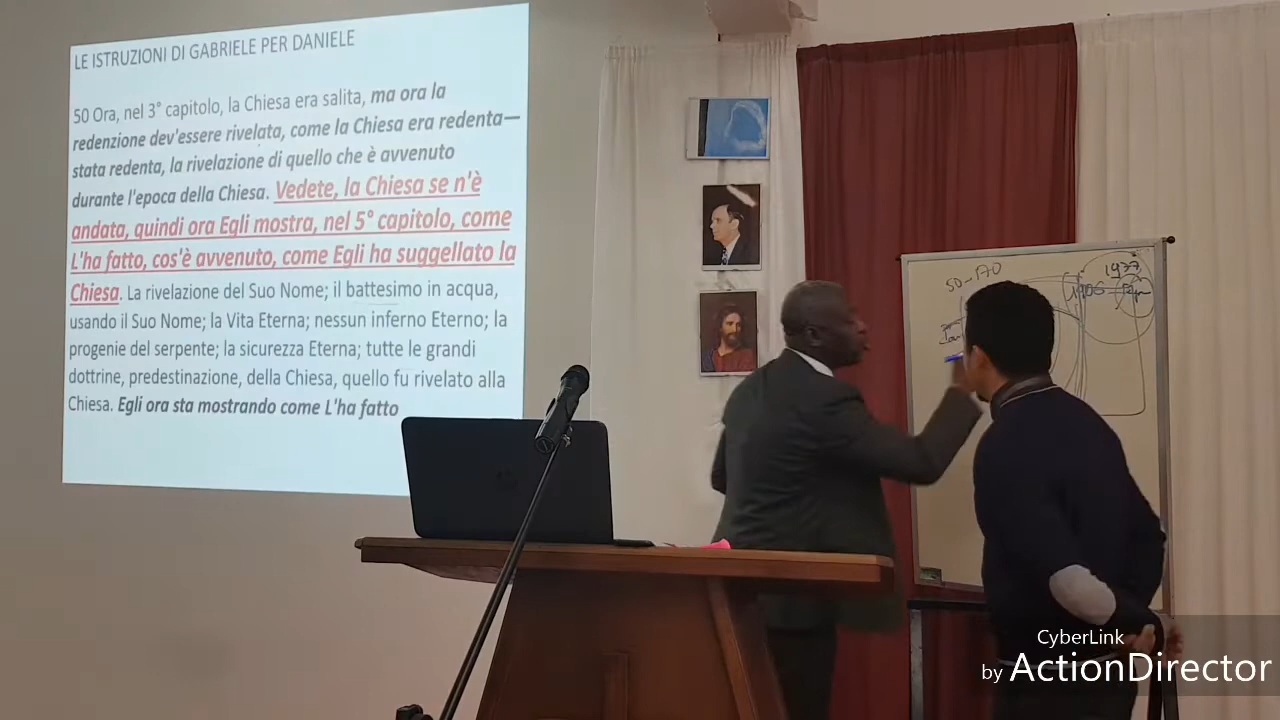 LE ISTRUZIONI DI GABRIELE PER DANIELE
50 Ora, nel 3° capitolo, la Chiesa era salita, ma ora la
redenzione dev'essere rivelata, come la Chiesa era redenta—
stata redenta, la rivelazione di quello che è avvenuto
durante l'epoca della Chiesa. Vedete, la Chiesa se n'è
andata, quindi ora Egli mostra, nel 5° capitolo, come
L'ha fatto, cos'è avvenuto, come Egli ha suggellato la
Chiesa. La rivelazione del Suo Nome; il battesimo in acqua,
usando il Suo Nome; la Vita Eterna; nessun inferno Eterno; la
progenie del serpente; la sicurezza Eterna; tutte le grandi
dottrine, predestinazione, della Chiesa, quello fu rivelato alla
Chiesa. Egli ora sta mostrando come L'ha fatto
50-170
1977
1906
CyberLink
by ActionDirector